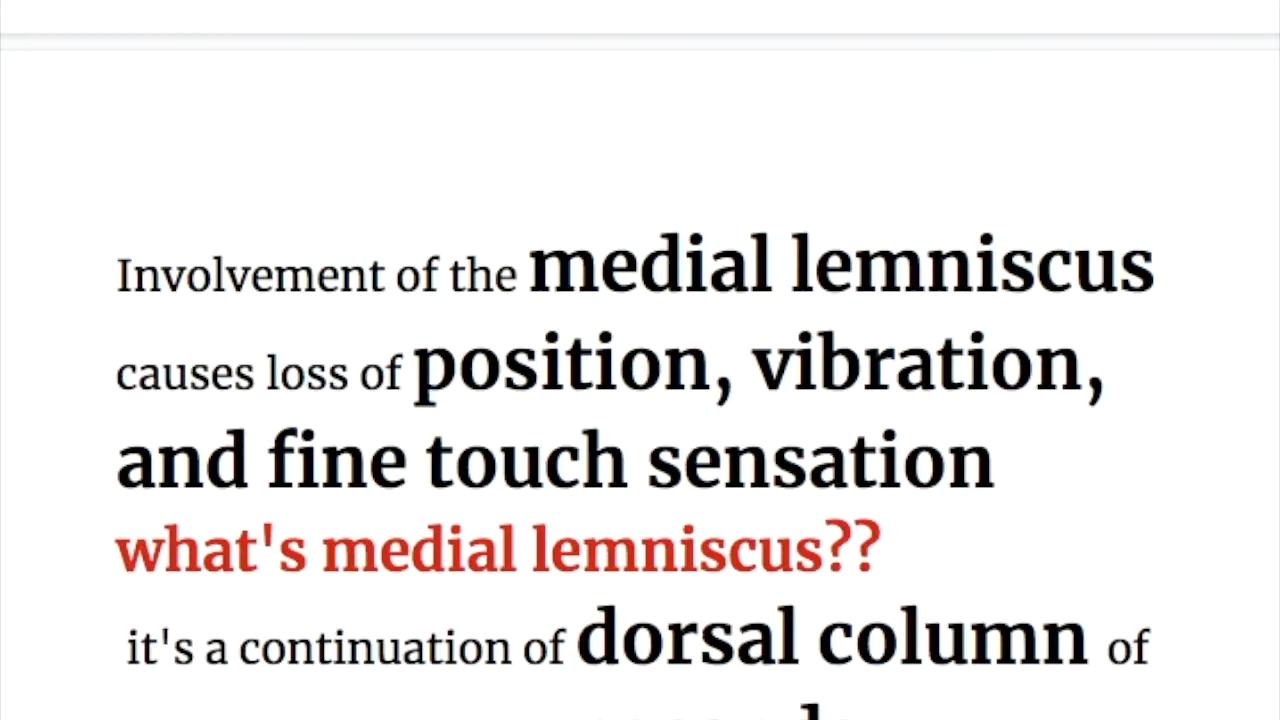 Involvement of the medial lemniscus
causes loss of position, vibration,
and fine touch sensation
what's medial lemniscus??
it's a continuation of dorsal column of